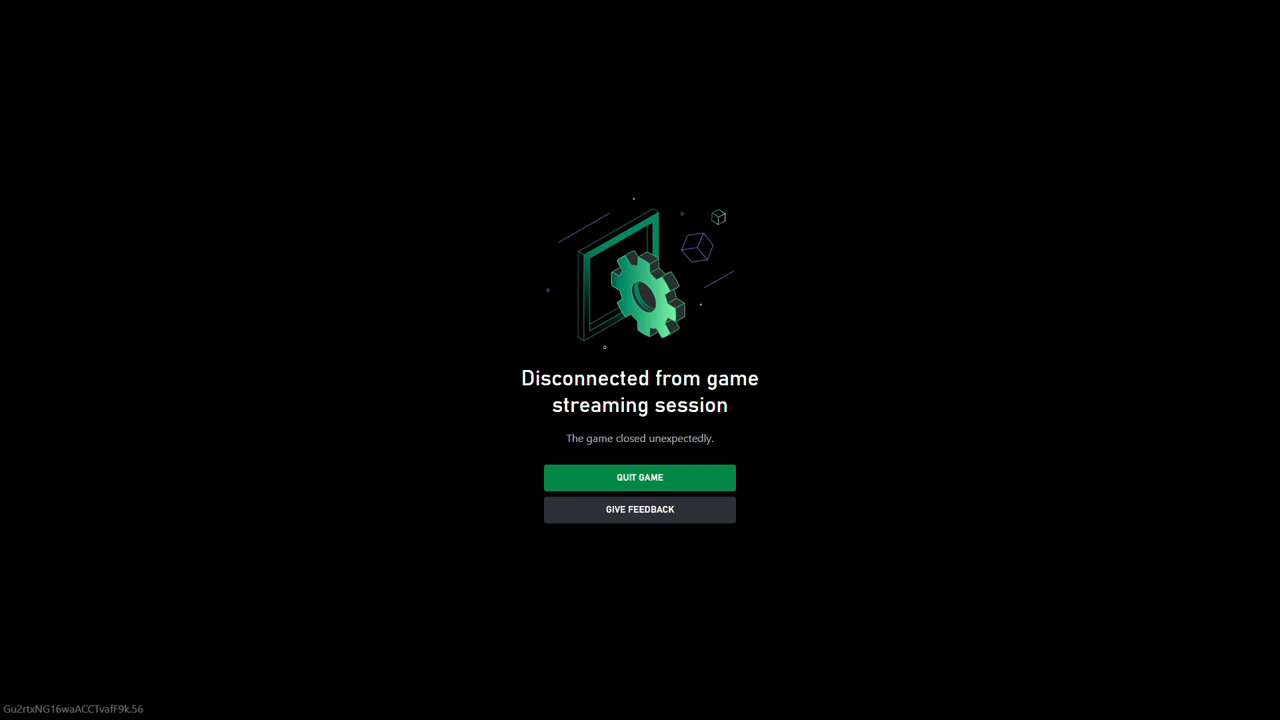 Disconnected from game
streaming session
The game closed unexpectedly.
QUIT GAME
GIVE FEEDBACK
Gu2rtxNG16waACCTvafF9k.56